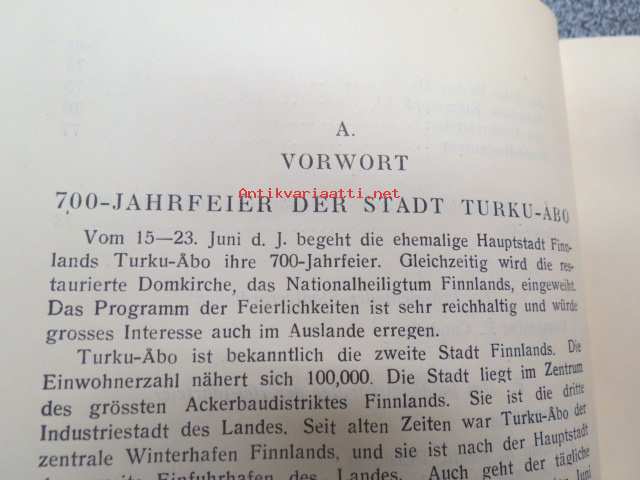 A.
VORWORT
Antikvariaatti.net
700-JAHRFEIER DER STADT TURKU-ÅBO
Vom 15—23. Juni d. J. begeht die ehemalige Hauptstadt Finn-
lands Turku-Åbo ihre 700-Jahrfeier. Gleichzeitig wird die res-
taurierte Domkirche, das Nationalheiligtum Finnlands, eingeweiht.
Das Programm der Feierlichkeiten ist sehr reichhaltig und würde
grosses Interesse auch im Auslande erregen.
Turku-Åbo ist bekanntlich die zweite Stadt Finnlands. Die
Einwohnerzahl nähert sich 100,000. Die Stadt liegt im Zentrum
des grössten Ackerbaudistriktes Finnlands. Sie ist die dritte
Industriestadt des Landes. Seit alten Zeiten war Turku-Åbo der
zentrale Winterhafen Finnlands, und sie ist nach der Hauptstadt
zweite Einfuhrhafen des Landes. Auch geht der tägliche
Juni